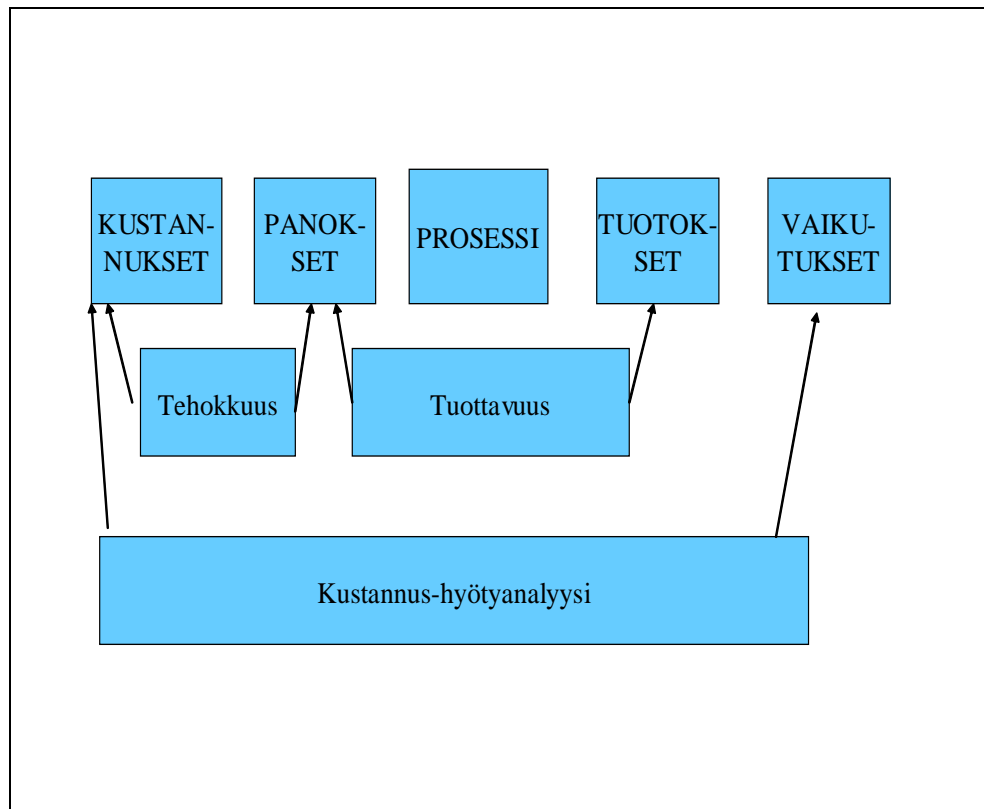 KUSTAN-
NUKSET
PANOK-
SET
PROSESSI
TUOTOK-
SET
VAIKU-
TUKSET
Tehokkuus
Tuottavuus
Kustannus-hyötyanalyysi